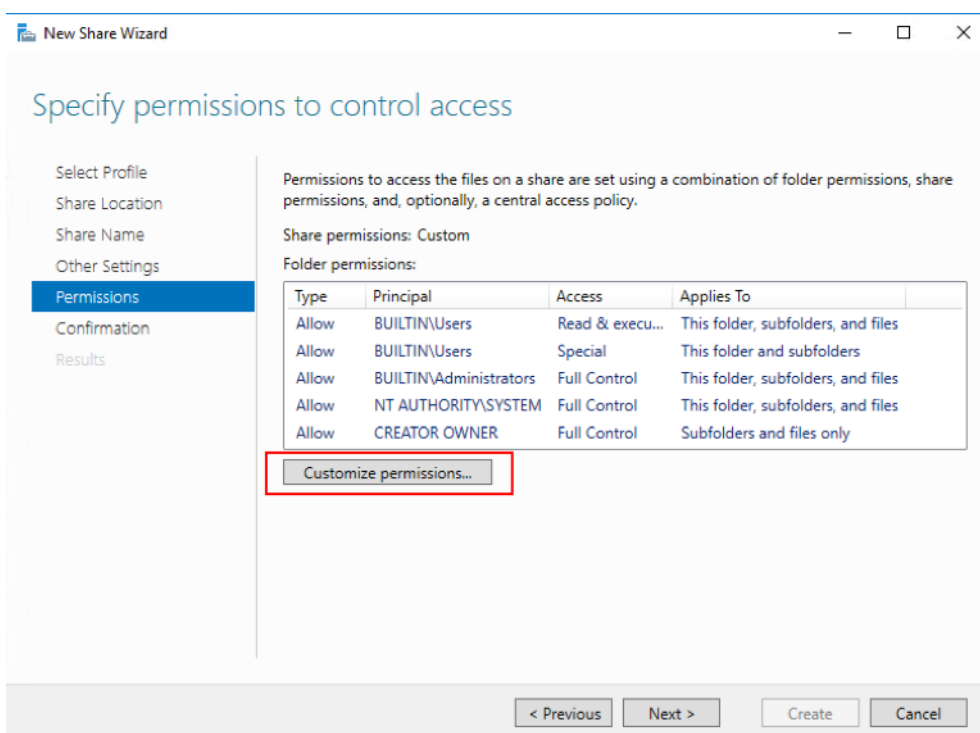 New Share Wizard
Specify permissions to control access
Select Profile
Share Location
Share Name
Other Settings
Permissions
Confirmation
Results
Permissions to access the files on a share are set using a combination of folder permissions, share
permissions, and, optionally, a central access policy.
Share permissions: Custom
Folder permissions:
Type Principal Access Applies To
Allow BUILTIN\Users Read & execu... This folder, subfolders, and files
Allow BUILTIN\Users Special This folder and subfolders
Allow BUILTIN\Administrators Full Control This folder, subfolders, and files
Allow NT AUTHORITY\SYSTEM Full Control This folder, subfolders, and files
Allow CREATOR OWNER Full Control Subfolders and files only
Customize permissions...
< Previous Next > Create Cancel